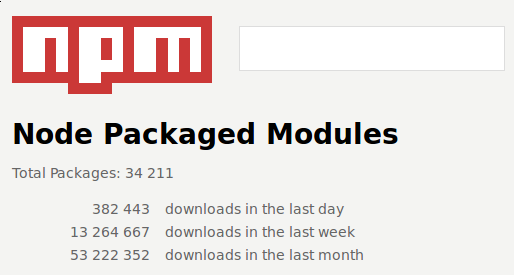 npm
Node Packaged Modules
Total Packages: 34 211
382 443 downloads in the last day
13 264 667 downloads in the last week
53 222 352 downloads in the last month